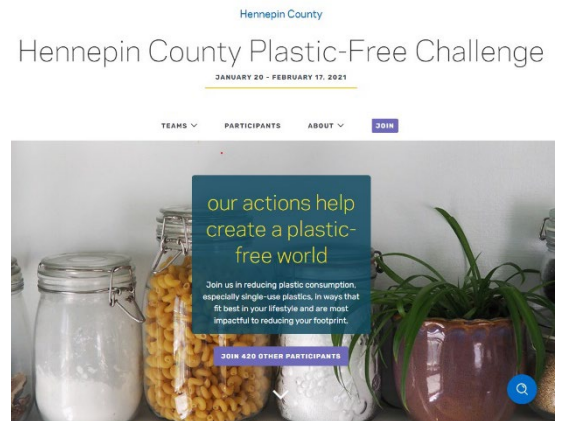 Hennepin County
Hennepin County Plastic-Free Challenge
JANUARY 20 - FEBRUARY 17, 2021
TEAMS PARTICIPANTS ABOUT JOIN
our actions help
create a plastic-
free world
Join us in reducing plastic consumption,
especially single-use plastics, in ways that
fit best in your lifestyle and are most
impactful to reducing your footprint.
JOIN 420 OTHER PARTICIPANTS